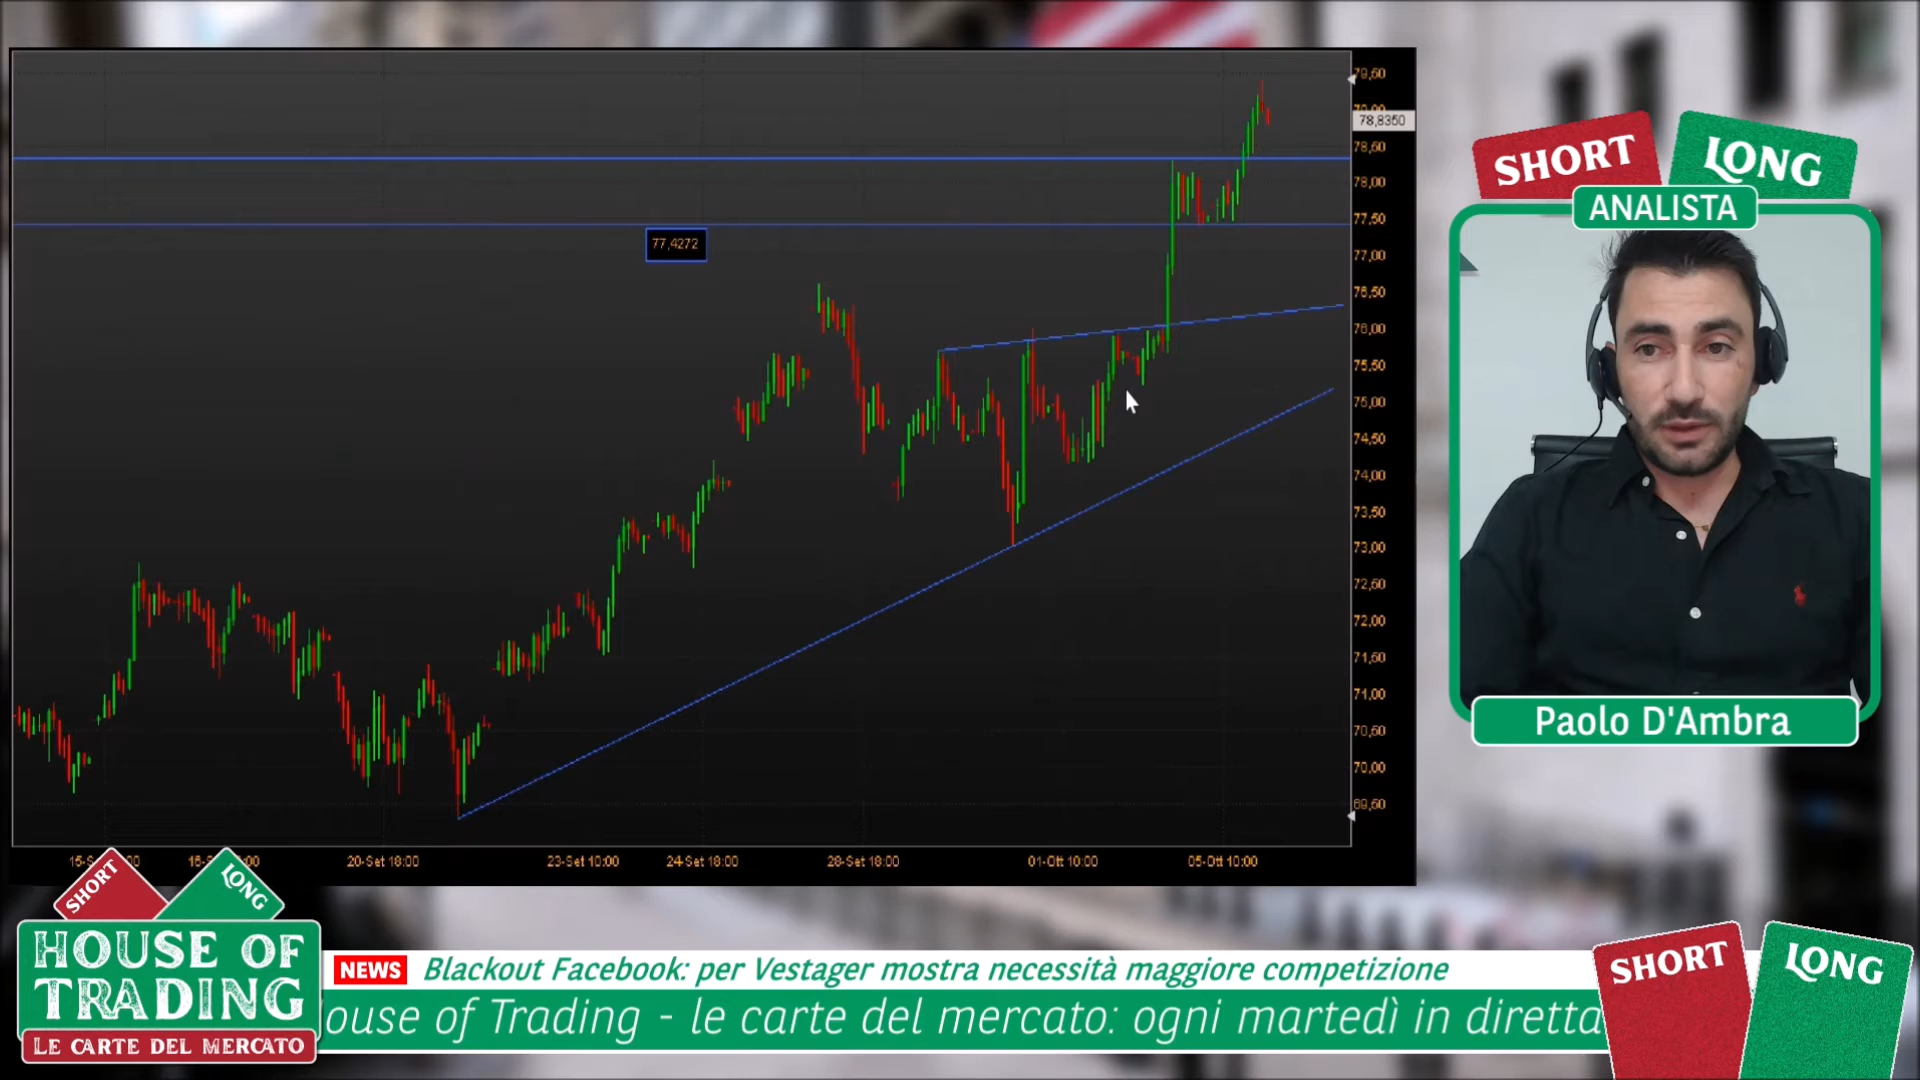 79,50
79,00
78,8350
78,50
78,00
77,50
77,00
76,50
76,00
75,50
75,00
74,50
74,00
73,50
73,00
72,50
72,00
71,50
71,00
70,50
70,00
69,50
77,4272
20-Set 18:00
23-Set 10:00
24-Set 18:00
28-Set 18:00
01-Ott 10:00
05-Ott 10:00
SHORT
LONG
ANALISTA
Paolo D'Ambra
SHORT
LONG
HOUSE OF
TRADING
LE CARTE DEL MERCATO
NEWS Blackout Facebook: per Vestager mostra necessità maggiore competizione
ouse of Trading - le carte del mercato: ogni martedì in diretta
SHORT
LONG